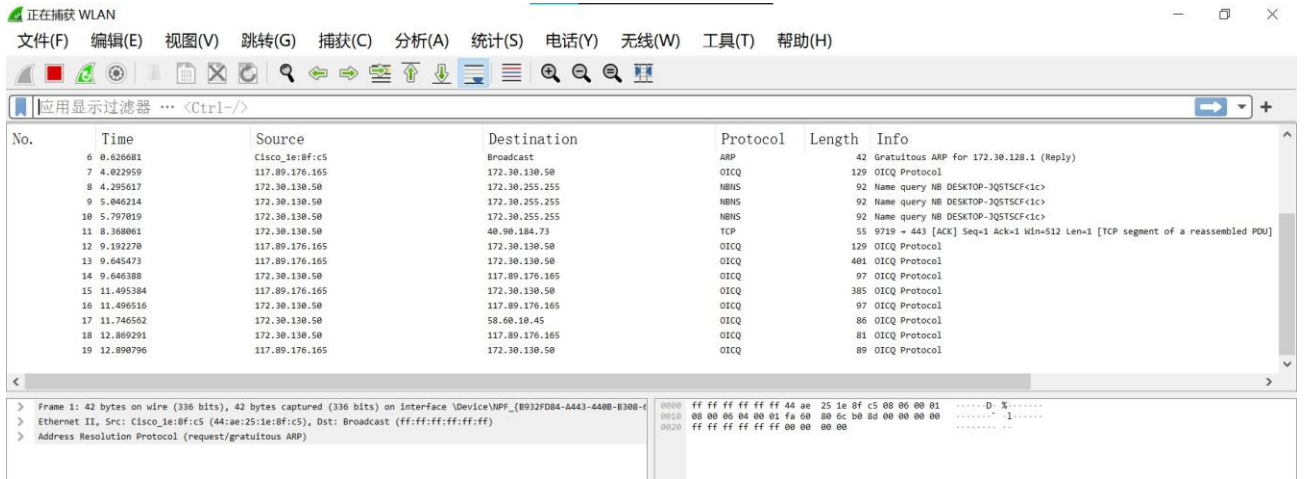 正在捕获 WLAN
文件(F) 编辑(E) 视图(V) 跳转(G) 捕获(C) 分析(A) 统计(S) 电话(Y) 无线(W) 工具(T) 帮助(H)
应用显示过滤器 … <Ctrl-/>
No. Time Source Destination Protocol Length Info
6 0.626681 Cisco_1e:8f:c5 Broadcast ARP 42 Gratuitous ARP for 172.30.128.1 (Reply)
7 4.022959 117.89.176.165 172.30.130.50 OICQ 129 OICQ Protocol
8 4.295617 172.30.130.50 172.30.255.255 NBNS 92 Name query NB DESKTOP-JQ5TSCF<1c>
9 5.046214 172.30.130.50 172.30.255.255 NBNS 92 Name query NB DESKTOP-JQ5TSCF<1c>
10 5.797019 172.30.130.50 172.30.255.255 NBNS 92 Name query NB DESKTOP-JQ5TSCF<1c>
11 8.368061 172.30.130.50 40.90.184.73 TCP 55 9719 → 443 [ACK] Seq=1 Ack=1 Win=512 Len=1 [TCP segment of a reassembled PDU]
12 9.192270 117.89.176.165 172.30.130.50 OICQ 129 OICQ Protocol
13 9.645473 117.89.176.165 172.30.130.50 OICQ 401 OICQ Protocol
14 9.646388 172.30.130.50 117.89.176.165 OICQ 97 OICQ Protocol
15 11.495384 117.89.176.165 172.30.130.50 OICQ 385 OICQ Protocol
16 11.496516 172.30.130.50 117.89.176.165 OICQ 97 OICQ Protocol
17 11.746562 172.30.130.50 58.60.10.45 OICQ 86 OICQ Protocol
18 12.869291 172.30.130.50 117.89.176.165 OICQ 81 OICQ Protocol
19 12.890796 117.89.176.165 172.30.130.50 OICQ 89 OICQ Protocol
Frame 1: 42 bytes on wire (336 bits), 42 bytes captured (336 bits) on interface \Device\NPF_{B932FD84-A443-440B-B308-
Ethernet II, Src: Cisco_1e:8f:c5 (44:ae:25:1e:8f:c5), Dst: Broadcast (ff:ff:ff:ff:ff:ff)
Address Resolution Protocol (request/gratuitous ARP)
0000 ff ff ff ff ff ff 44 ae 25 1e 8f c5 08 06 00 01 ······D· %·······
0010 08 00 06 04 00 01 fa 60 80 6c b0 8d 00 00 00 00 ·······` ·l······
0020 ff ff ff ff ff ff 00 00 00 00 ········ ··